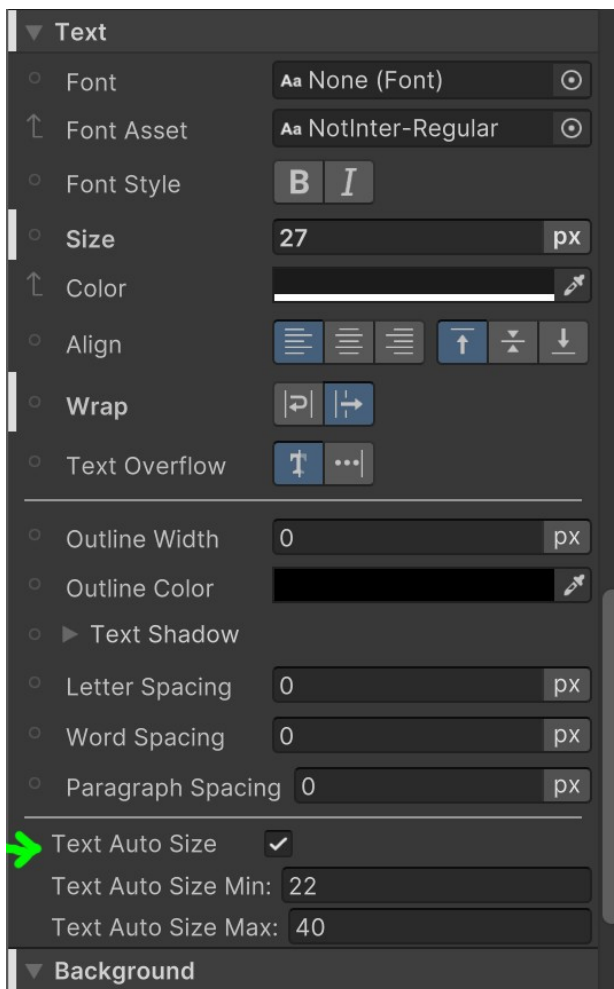 Text
Font Aa None (Font)
Font Asset Aa NotInter-Regular
Font Style B I
Size 27 px
Color
Align
Wrap
Text Overflow T
Outline Width 0 px
Outline Color
Text Shadow
Letter Spacing 0 px
Word Spacing 0 px
Paragraph Spacing 0 px
Text Auto Size
Text Auto Size Min: 22
Text Auto Size Max: 40
Background